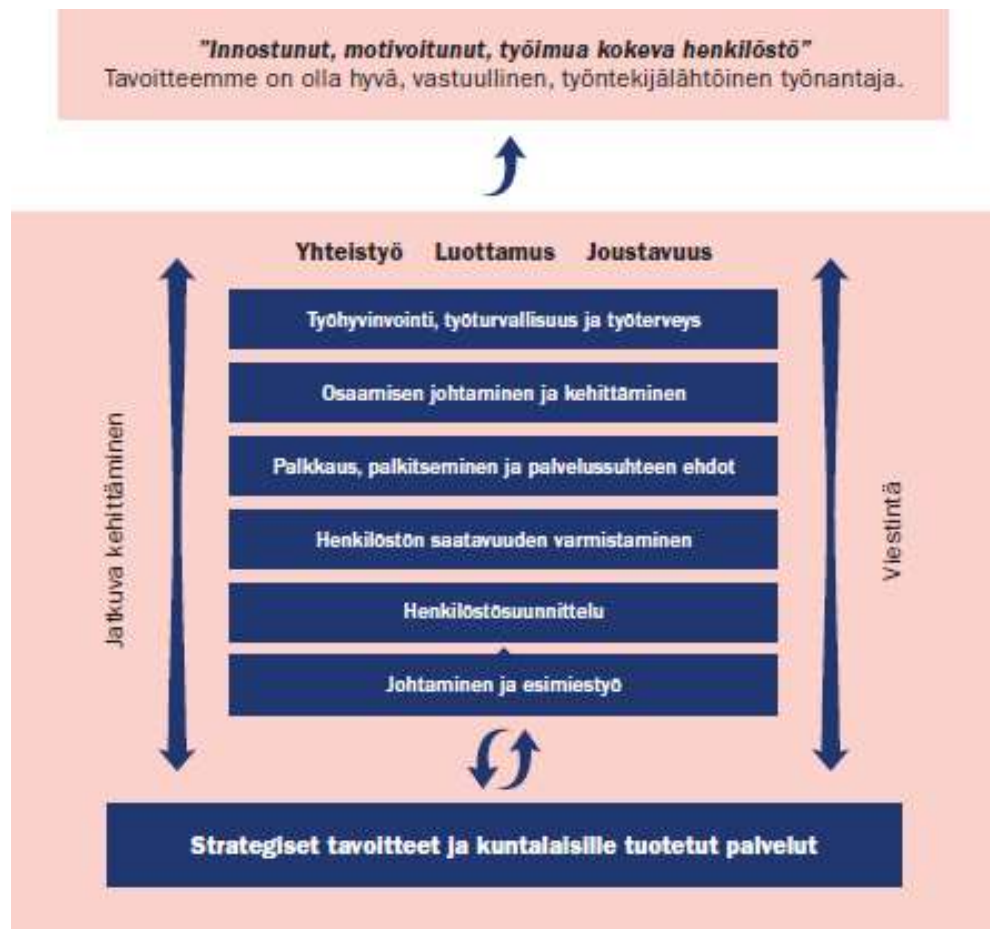 "Innostunut, motivoitunut, työimua kokeva henkilöstö"
Tavoitteemme on olla hyvä, vastuullinen, työntekijälähtöinen työnantaja.
Yhteistyö Luottamus Joustavuus
Työhyvinvointi, työturvallisuus ja työterveys
Osaamisen johtaminen ja kehittäminen
Palkkaus, palkitseminen ja palvelussuhteen ehdot
Henkilöstön saatavuuden varmistaminen
Henkilöstösuunnittelu
Johtaminen ja esimiestyö
Jatkuva kehittäminen
Viestintä
Strategiset tavoitteet ja kuntalaisille tuotetut palvelut